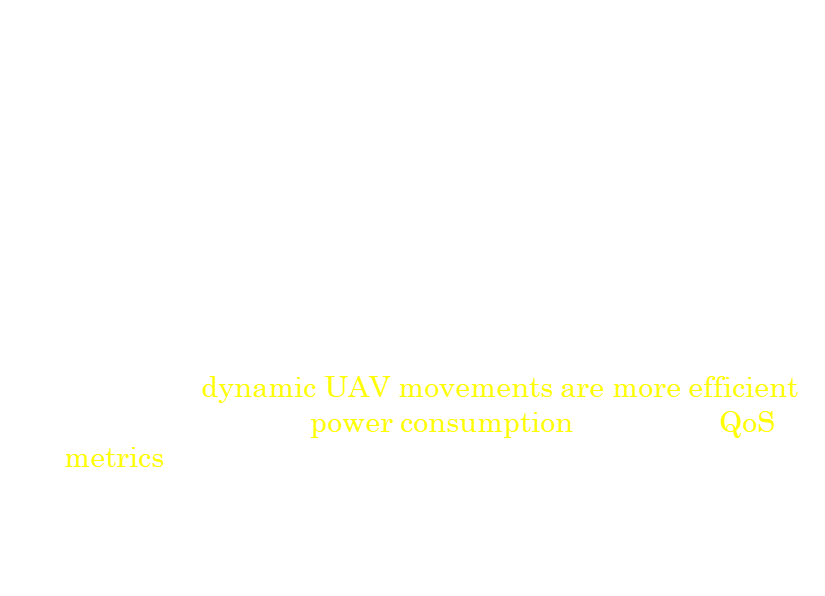 dynamic UAV movements are more efficient
power consumption QoS
metrics